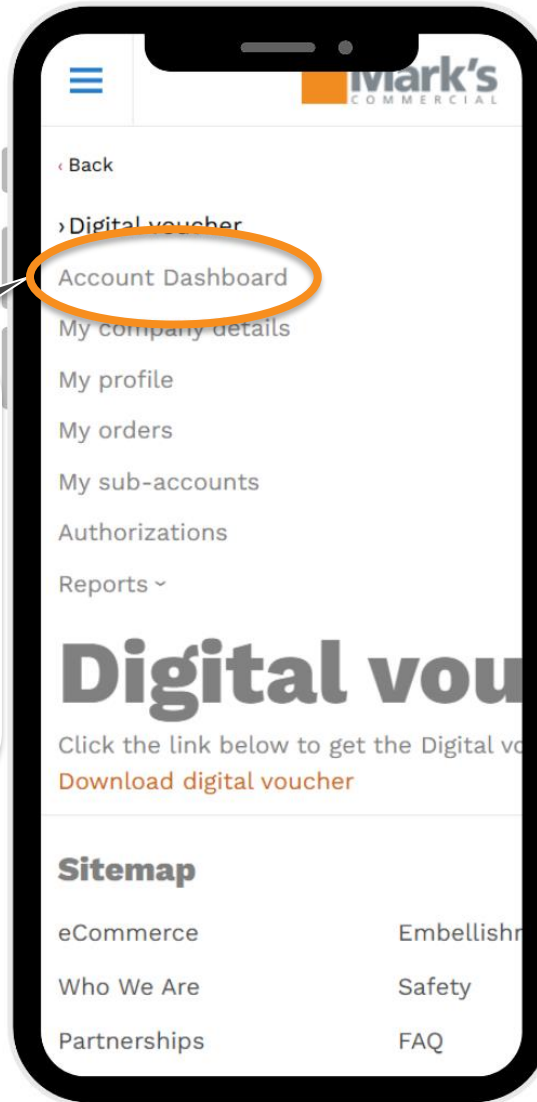 Mark's
COMMERCIAL
‹ Back
› Digital voucher
Account Dashboard
My company details
My profile
My orders
My sub-accounts
Authorizations
Reports
Digital vou
Click the link below to get the Digital vo
Download digital voucher
Sitemap
eCommerce
Embellishm
Who We Are
Safety
Partnerships
FAQ